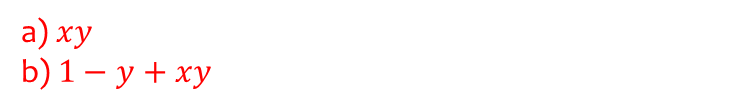 a) xy
b) 1 − y + xy